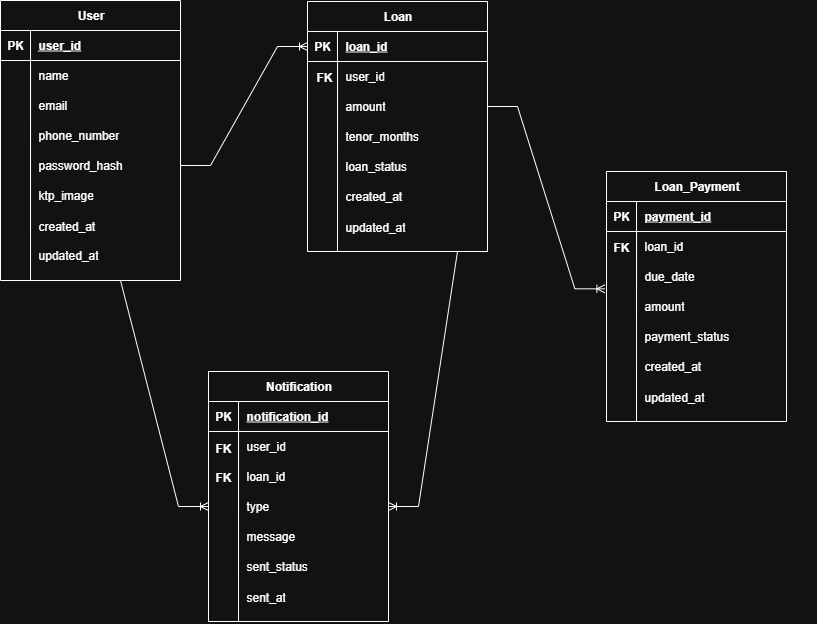 User
PK user_id
name
email
phone_number
password_hash
ktp_image
created_at
updated_at
Loan
PK loan_id
FK user_id
amount
tenor_months
loan_status
created_at
updated_at
Loan_Payment
PK payment_id
FK loan_id
due_date
amount
payment_status
created_at
updated_at
Notification
PK notification_id
FK user_id
FK loan_id
type
message
sent_status
sent_at